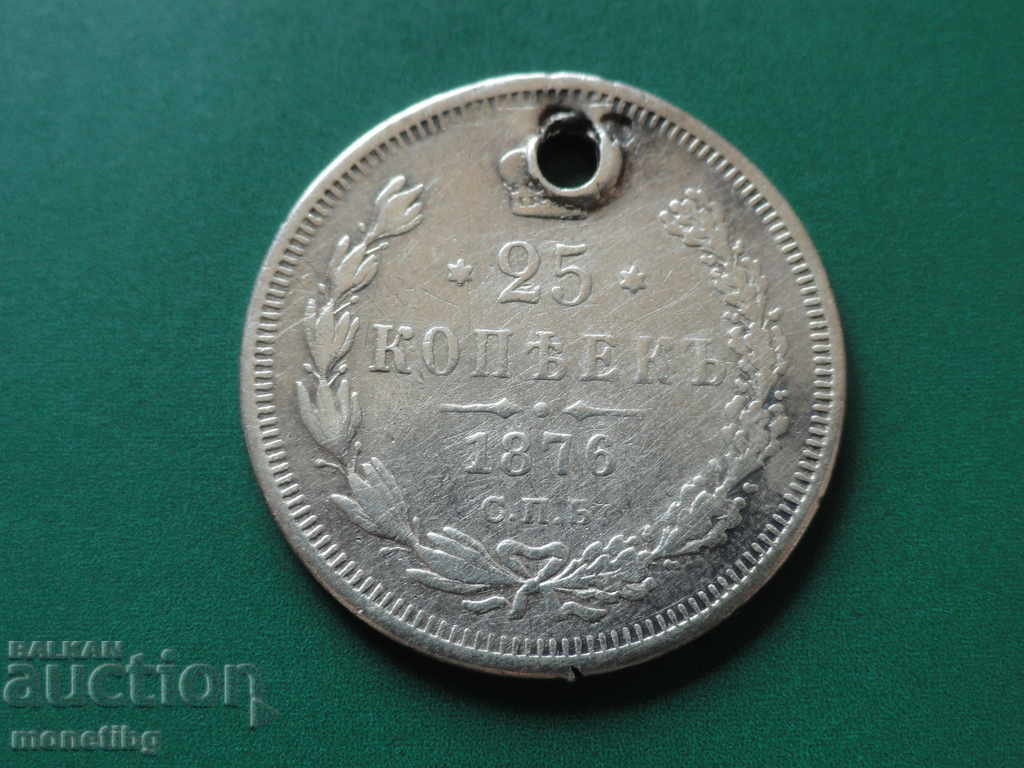 * 25 *
КОПѢЕКЪ
1876
С.П.Б.
BALKAN
auction
monetibg